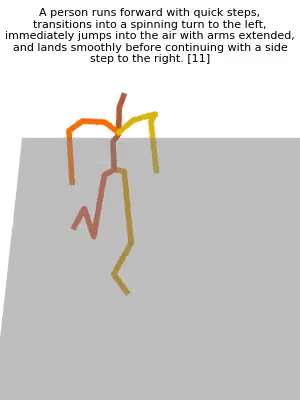 A person runs forward with quick steps,
transitions into a spinning turn to the left,
immediately jumps into the air with arms extended,
and lands smoothly before continuing with a side
step to the right. [11]